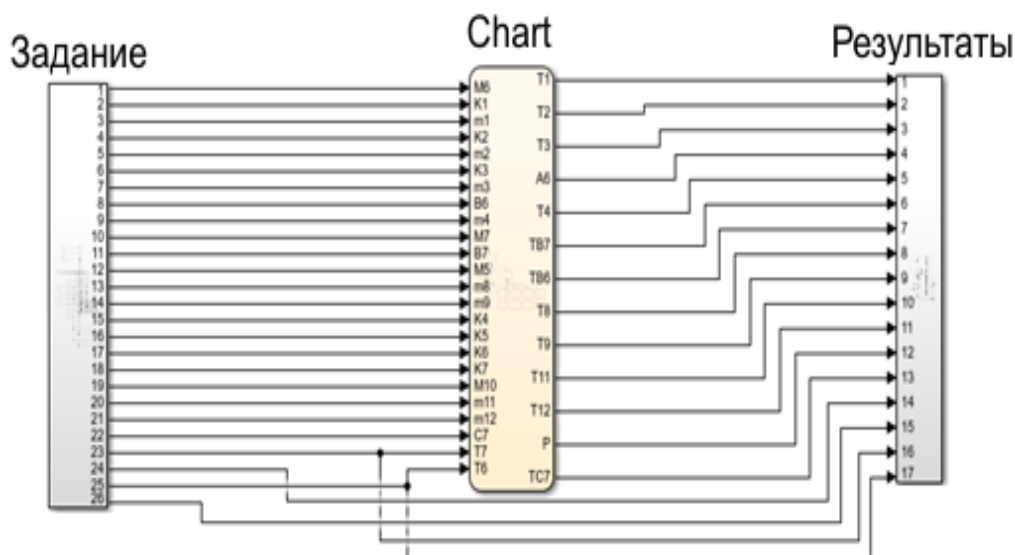 Задание
Chart
Результаты
1
2
3
4
5
6
7
8
9
10
11
12
13
14
15
16
17
18
19
20
21
22
23
24
25
26
M6
K1
m1
K2
m2
K3
m3
B6
m4
M7
B7
M5
m8
m9
K4
K5
K6
K7
M10
m11
m12
C7
T7
T6
T1
T2
T3
A6
T4
TB7
TB6
T8
T9
T11
T12
P
TC7
1
2
3
4
5
6
7
8
9
10
11
12
13
14
15
16
17